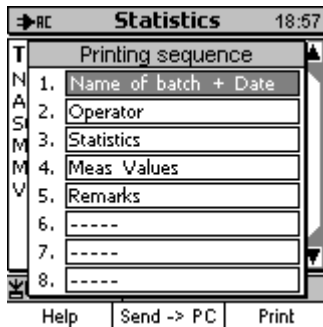 AC Statistics 18:57
Printing sequence
1. Name of batch + Date
2. Operator
3. Statistics
4. Meas Values
5. Remarks
6. -----
7. -----
8. -----
Help Send -> PC Print